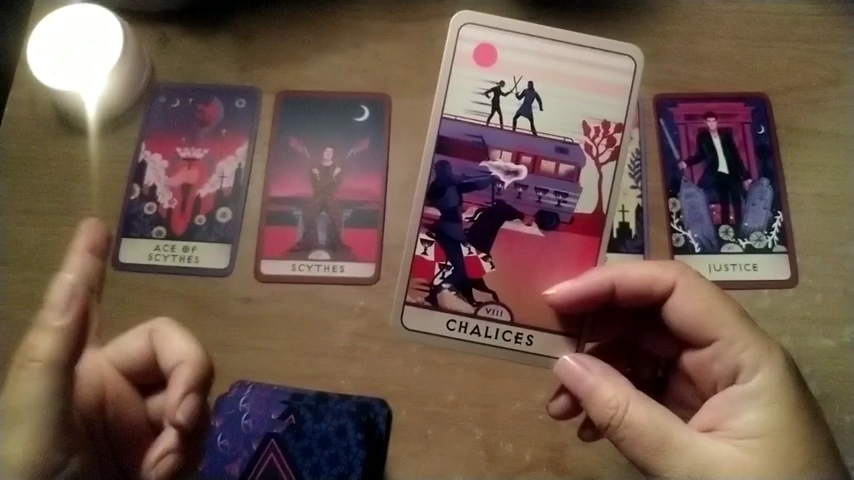 ACE OF
SCYTHES
SCYTHES
VIII
CHALICES
JUSTICE